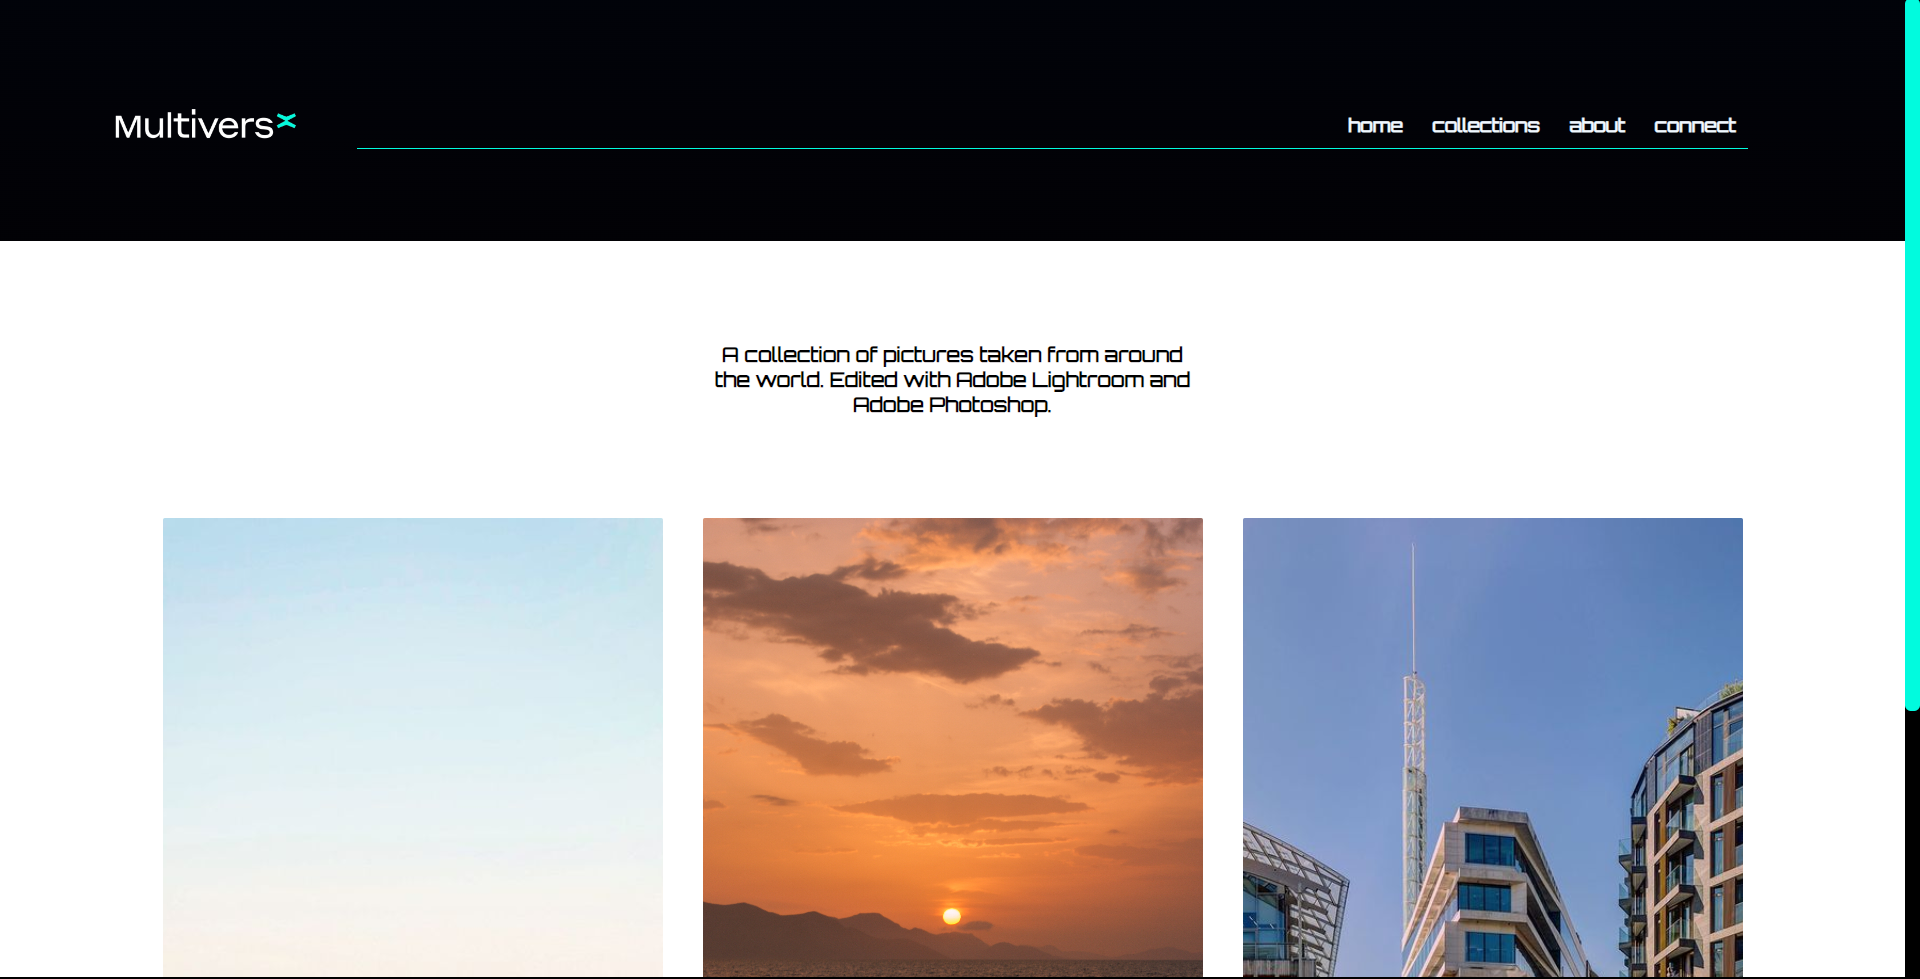 Multivers×
home collections about connect
A collection of pictures taken from around
the world. Edited with Adobe Lightroom and
Adobe Photoshop.